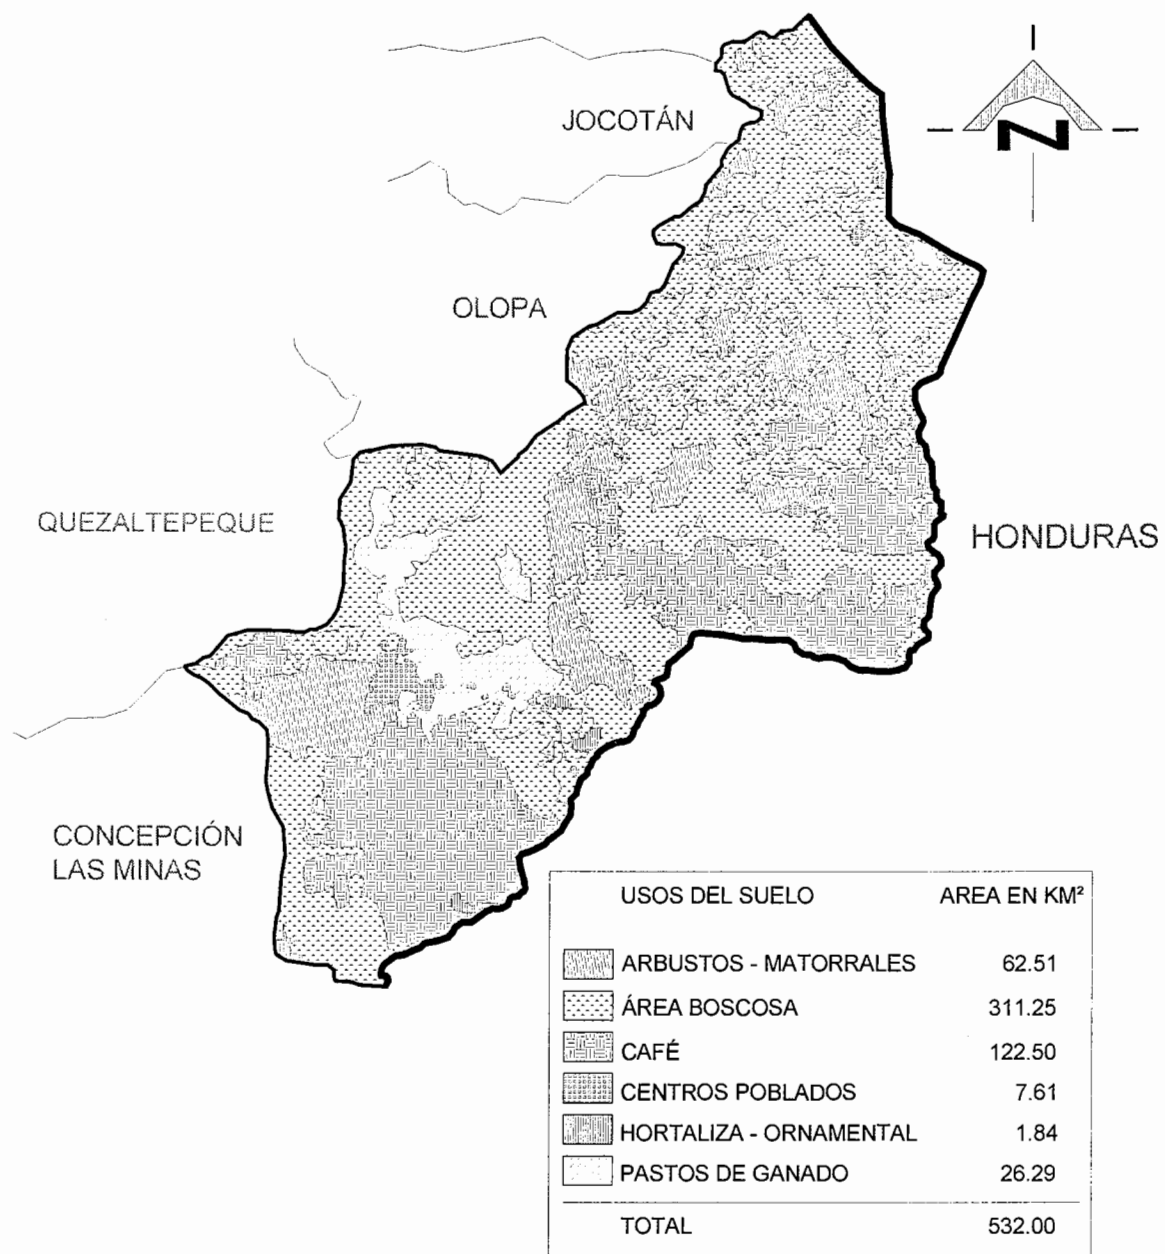 JOCOTÁN
N
OLOPA
QUEZALTEPEQUE
HONDURAS
CONCEPCIÓN
LAS MINAS
USOS DEL SUELO AREA EN KM²
ARBUSTOS - MATORRALES 62.51
ÁREA BOSCOSA 311.25
CAFÉ 122.50
CENTROS POBLADOS 7.61
HORTALIZA - ORNAMENTAL 1.84
PASTOS DE GANADO 26.29
TOTAL 532.00